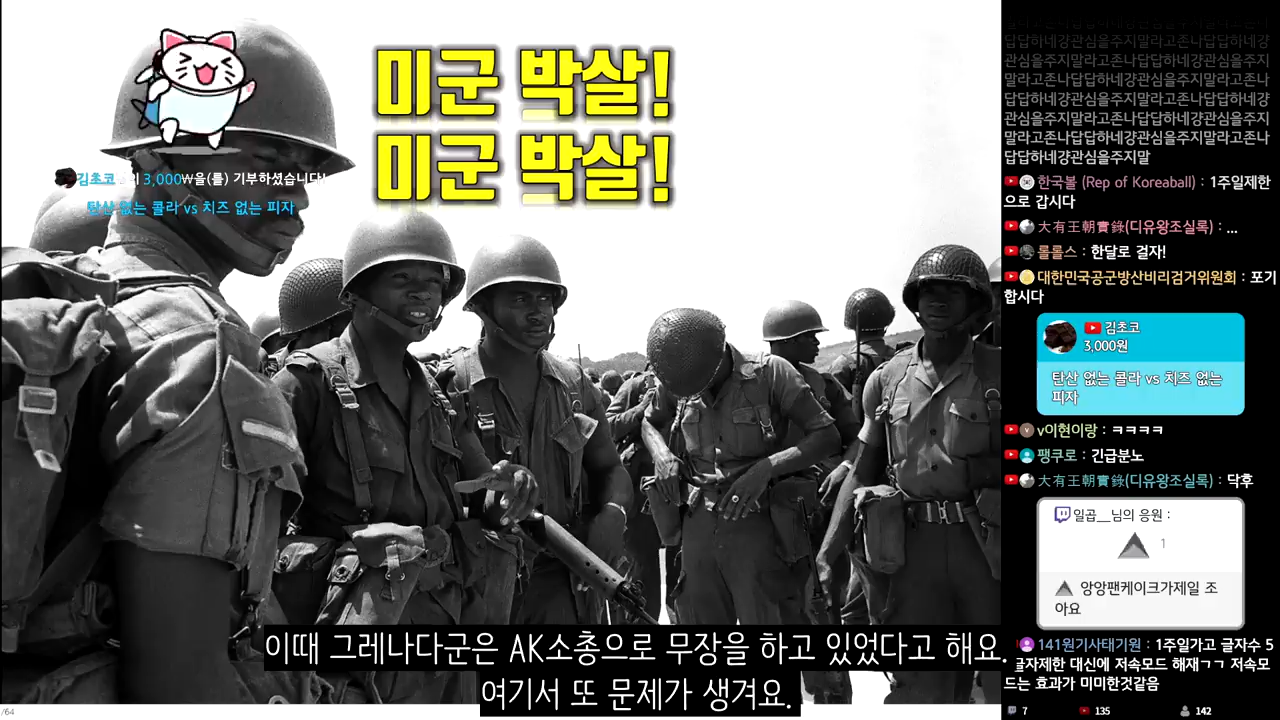 미군 박살!
미군 박살!
3,000₩을(를) 기부하셨습니다!
탄산 없는 콜라 vs 치즈 없는 피자
이때 그레나다군은 AK소총으로 무장을 하고 있었다고 해요.
여기서 또 문제가 생겨요.
/64
답답하네걍관심을주지말라고존나답답하네걍
관심을주지말라고존나답답하네걍관심을주지
말라고존나답답하네걍관심을주지말라고존나
답답하네걍관심을주지말라고존나답답하네걍
관심을주지말라고존나답답하네걍관심을주지
말라고존나답답하네걍관심을주지말라고존나
답답하네걍관심을주지말
한국볼 (Rep of Koreaball) : 1주일제한
으로 갑시다
大有王朝實錄(디유왕조실록) : ...
롤롤스 : 한달로 걸자!
대한민국공군방산비리검거위원회 : 포기
합시다
김초코
3,000원
탄산 없는 콜라 vs 치즈 없는
피자
v이현이랑 : ㅋㅋㅋㅋ
팽쿠로 : 긴급분노
大有王朝實錄(디유왕조실록) : 닥후
일곱__님의 응원 :
1
앙앙팬케이크가제일 조
아요
141원기사태기원 : 1주일가고 글자수 5
글자제한 대신에 저속모드 해재ㄱㄱ 저속모
드는 효과가 미미한것같음
7
135
142